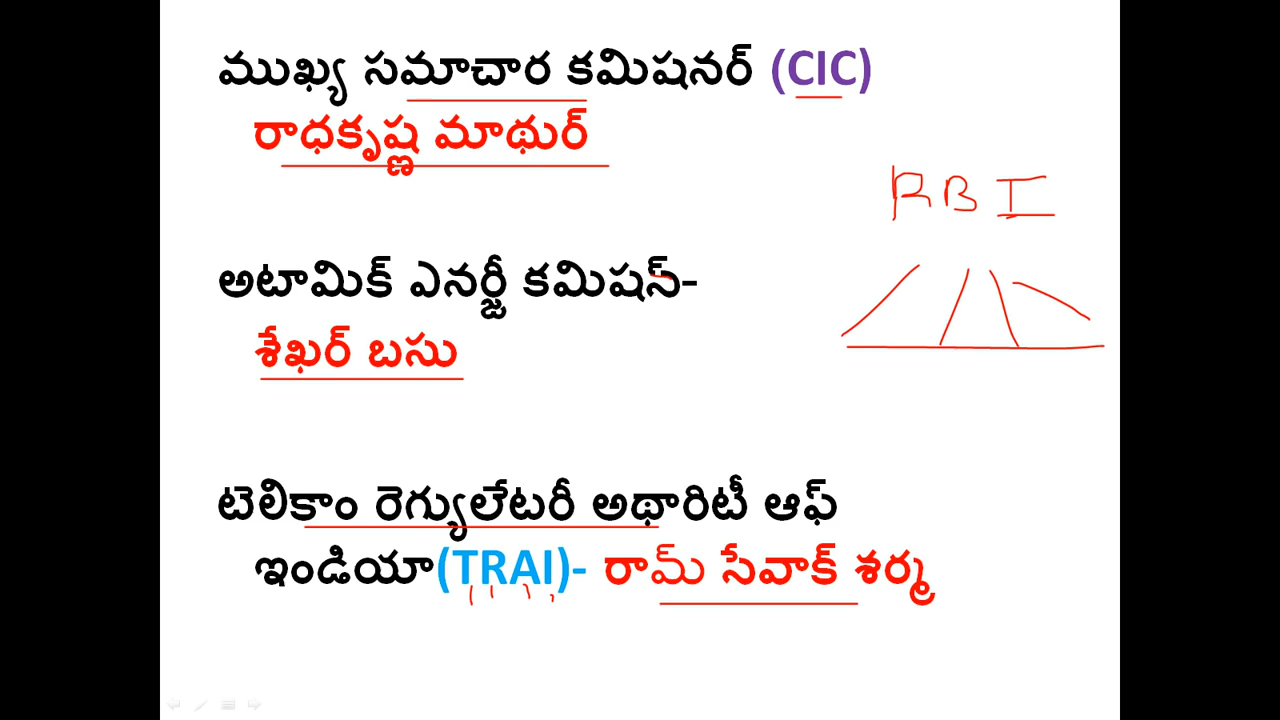 ముఖ్య సమాచార కమిషనర్ (CIC)
రాధకృష్ణ మాథుర్
RBI
అటామిక్ ఎనర్జీ కమిషన్-
శేఖర్ బసు
టెలికాం రెగ్యులేటరీ అథారిటీ ఆఫ్
ఇండియా(TRAI)- రామ్ సేవాక్ శర్మ